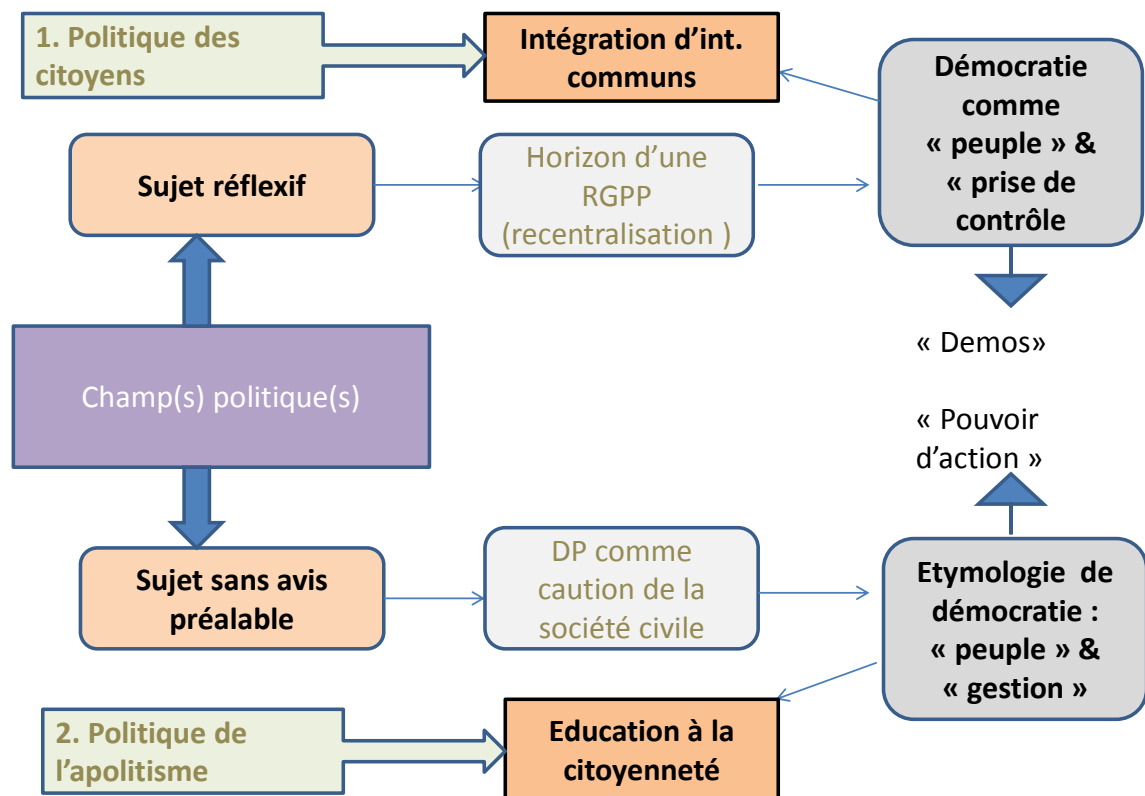 1. Politique des
citoyens
Intégration d’int.
communs
Démocratie
comme
« peuple » &
« prise de
contrôle
Sujet réflexif
Horizon d’une
RGPP
(recentralisation )
« Demos»
Champ(s) politique(s)
« Pouvoir
d’action »
Sujet sans avis
préalable
DP comme
caution de la
société civile
Etymologie de
démocratie :
« peuple » &
« gestion »
2. Politique de
l’apolitisme
Education à la
citoyenneté